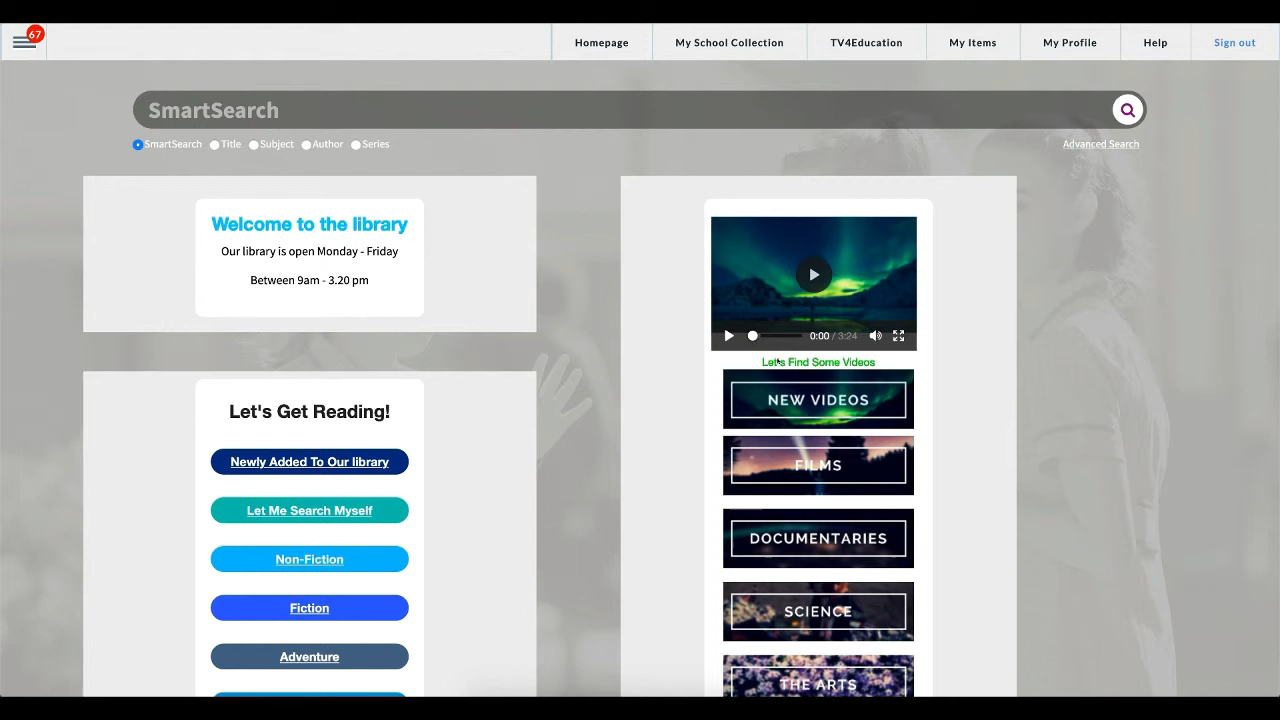 67
Homepage
My School Collection
TV4Education
My Items
My Profile
Help
Sign out
SmartSearch
SmartSearch
Title
Subject
Author
Series
Advanced Search
Welcome to the library
Our library is open Monday - Friday
Between 9am - 3.20 pm
Let's Get Reading!
Newly Added To Our library
Let Me Search Myself
Non-Fiction
Fiction
Adventure
0:00 / 3:24
Let's Find Some Videos
NEW VIDEOS
FILMS
DOCUMENTARIES
SCIENCE
THE ARTS